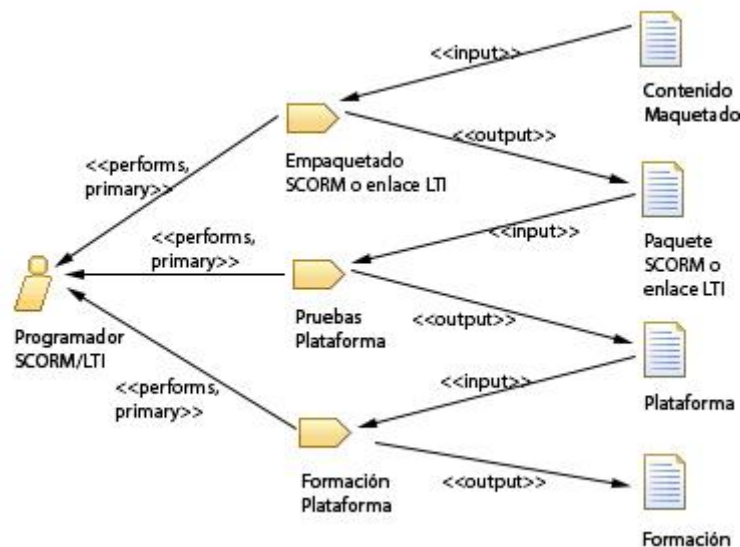 <<input>>
Contenido
Maquetado
<<output>>
Empaquetado
SCORM o enlace LTI
<<performs,
primary>>
<<input>>
Paquete
SCORM o
enlace LTI
<<performs,
primary>>
Programador
SCORM/LTI
Pruebas
Plataforma
<<output>>
<<input>>
Plataforma
<<performs,
primary>>
Formación
Plataforma
<<output>>
Formación